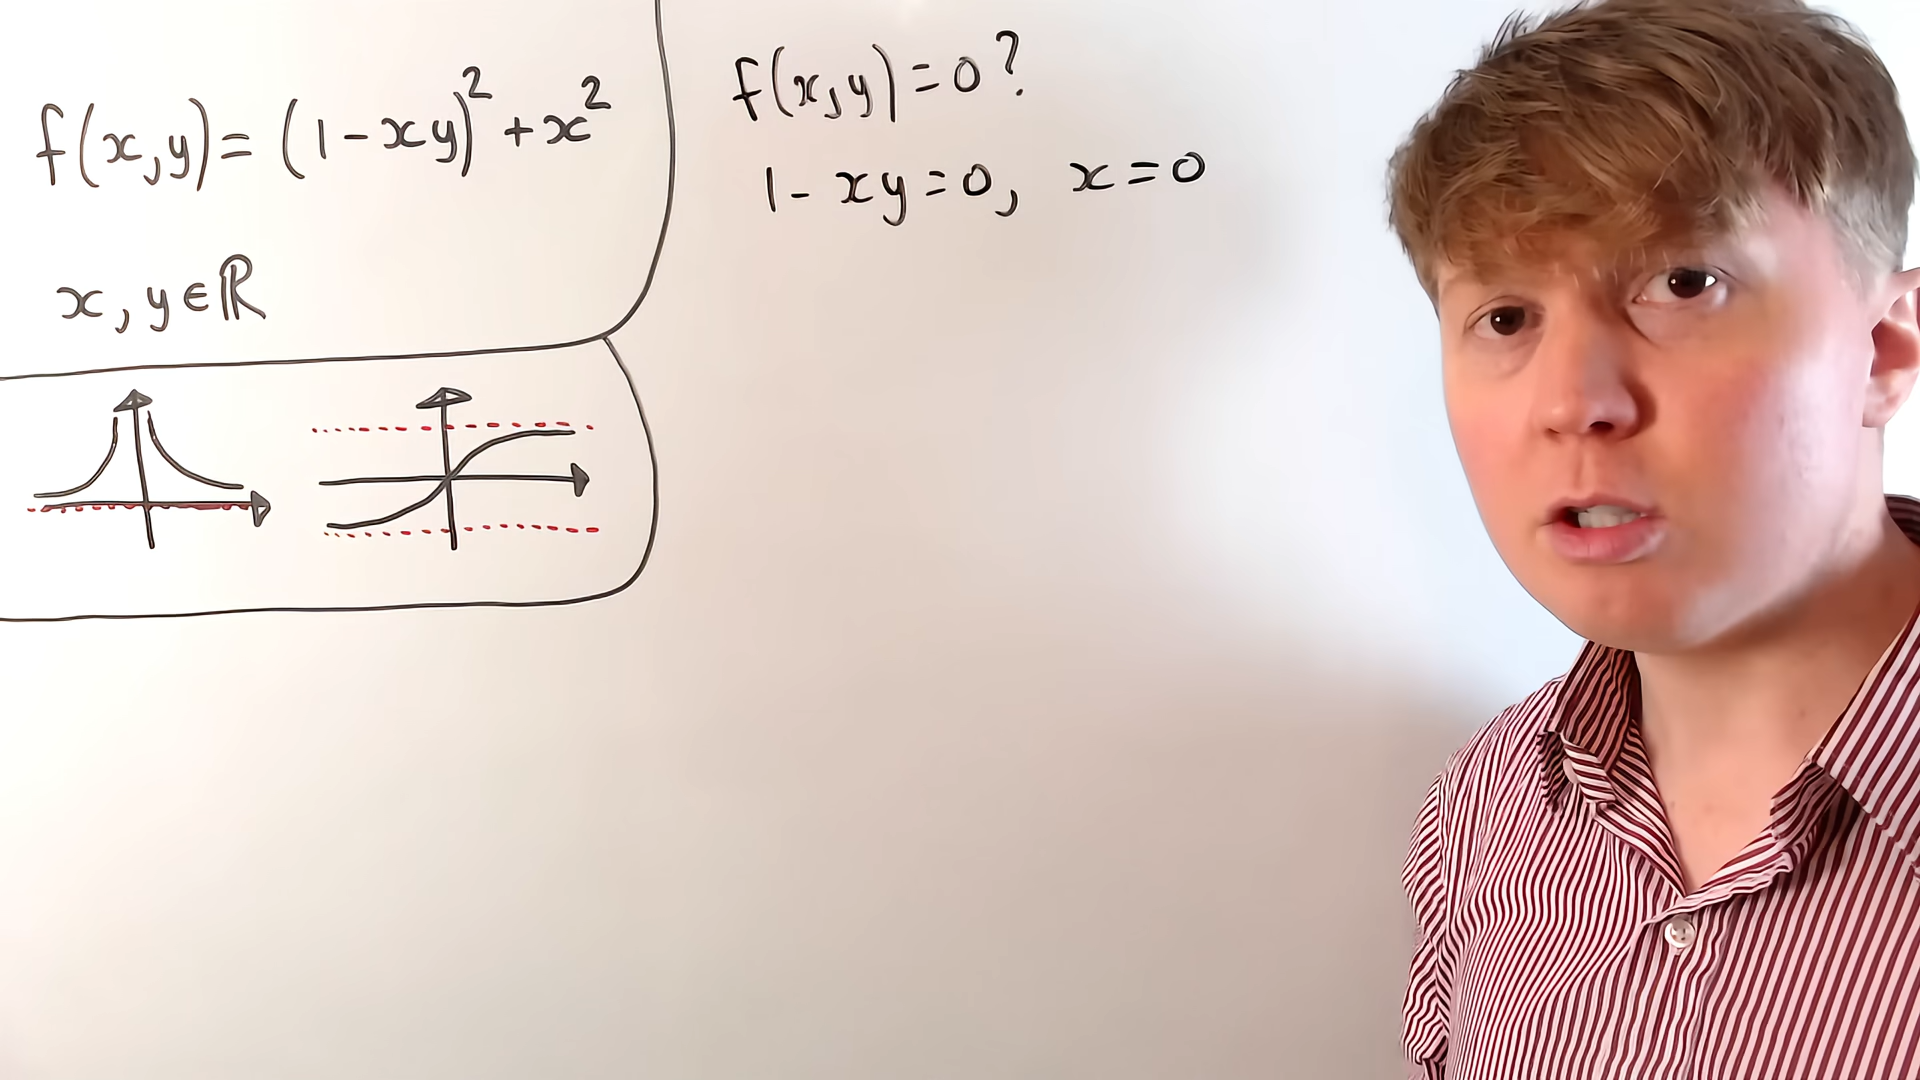 f(x,y) = (1-xy)² + x²
x, y ∈ ℝ
f(x,y) = 0?
1 - xy = 0, x = 0